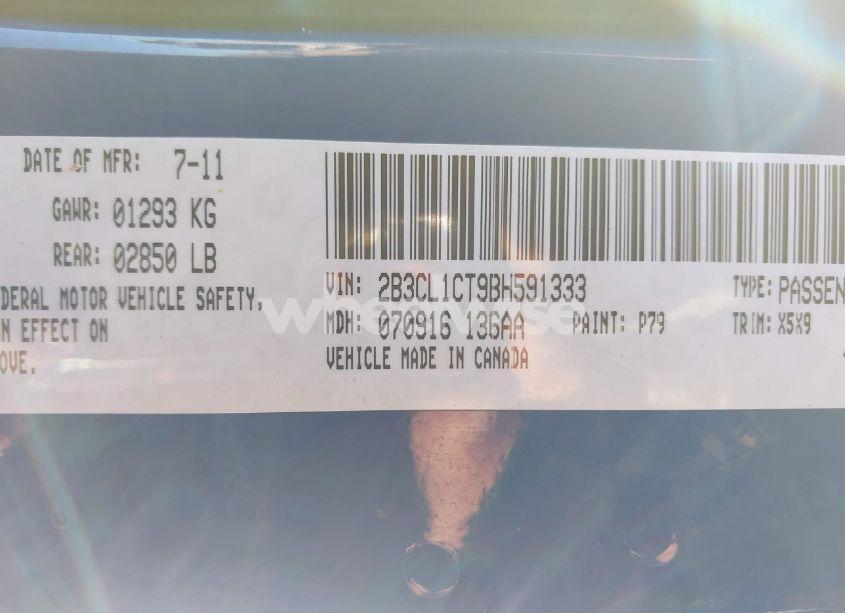 DATE OF MFR: 7-11
GAWR: 01293 KG
REAR: 02850 LB
DERAL MOTOR VEHICLE SAFETY,
N EFFECT ON
OVE.
VIN: 2B3CL1CT9BH591333
TYPE: PASSEN
MDH: 070916 136AA PAINT: P79
TRIM: X5X9
VEHICLE MADE IN CANADA